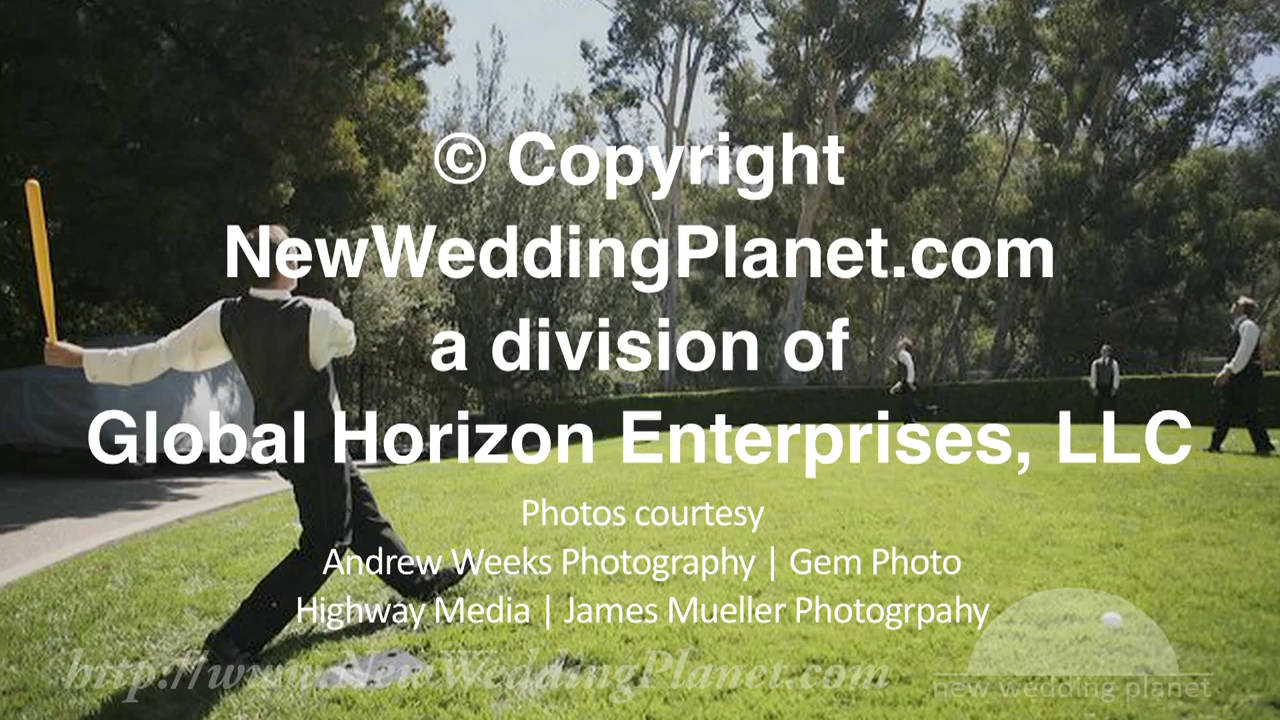 © Copyright
NewWeddingPlanet.com
a division of
Global Horizon Enterprises, LLC
Photos courtesy
Andrew Weeks Photography | Gem Photo
Highway Media | James Mueller Photogrpahy
http://www.NewWeddingPlanet.com
new wedding planet